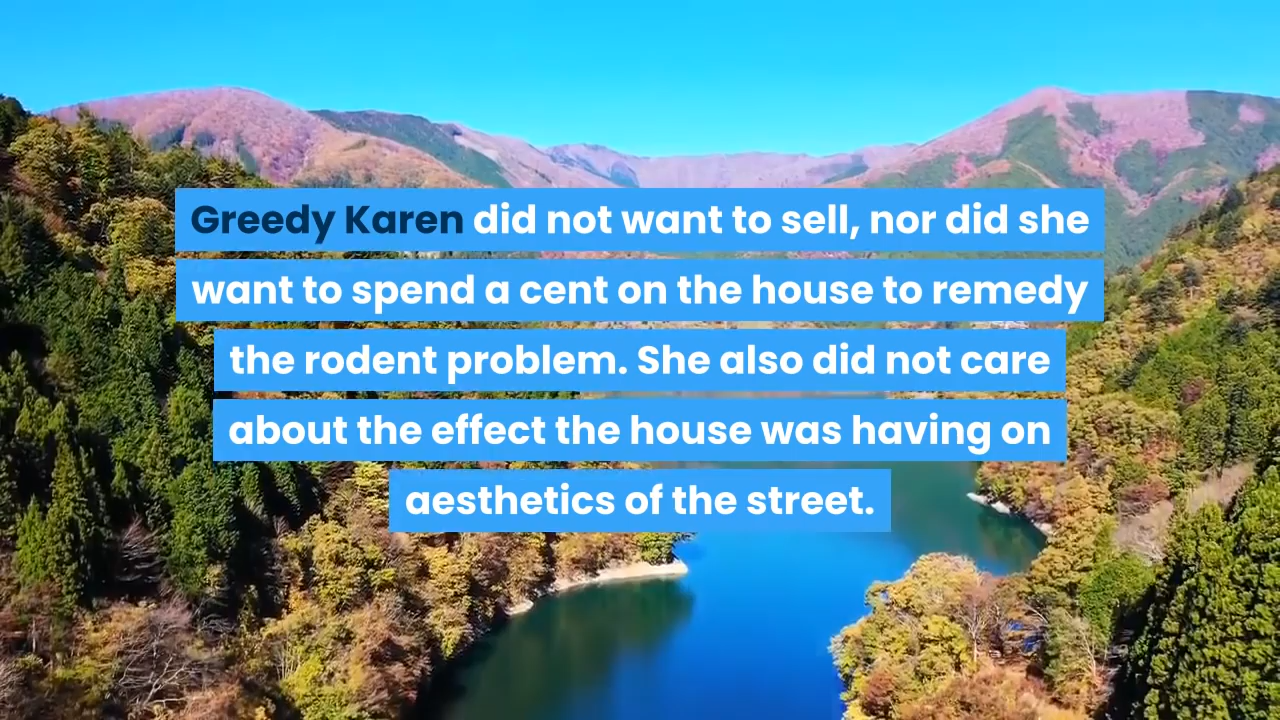 Greedy Karen did not want to sell, nor did she
want to spend a cent on the house to remedy
the rodent problem. She also did not care
about the effect the house was having on
aesthetics of the street.